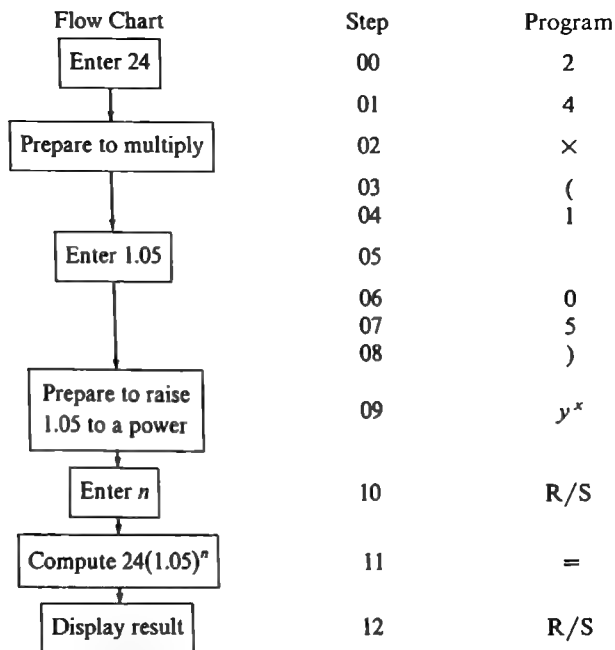 Flow Chart Step Program
Enter 24 00 2
01 4
Prepare to multiply 02 ×
03 (
04 1
Enter 1.05 05
06 0
07 5
08 )
Prepare to raise
1.05 to a power 09 yˣ
Enter n 10 R/S
Compute 24(1.05)ⁿ 11 =
Display result 12 R/S